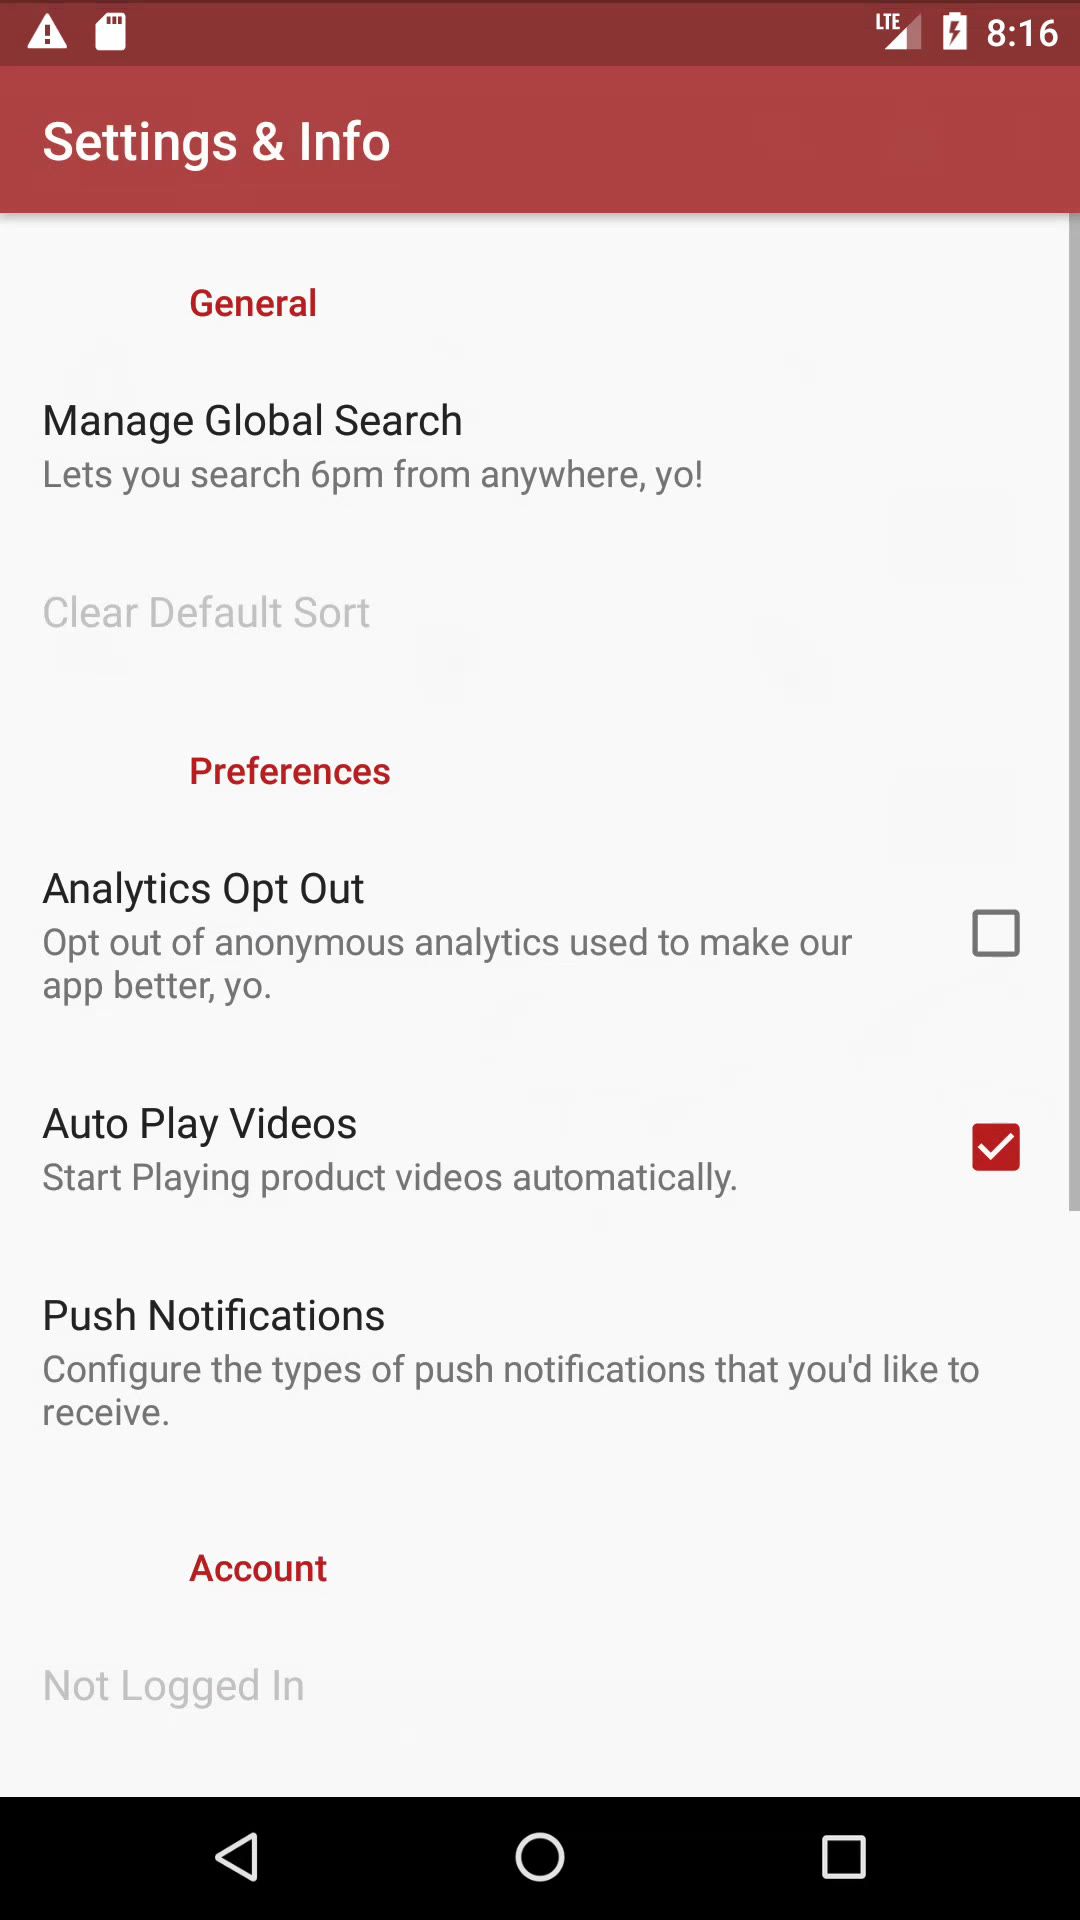 LTE 8:16
Settings & Info
General
Manage Global Search
Lets you search 6pm from anywhere, yo!
Clear Default Sort
Preferences
Analytics Opt Out
Opt out of anonymous analytics used to make our
app better, yo.
Auto Play Videos
Start Playing product videos automatically.
Push Notifications
Configure the types of push notifications that you'd like to
receive.
Account
Not Logged In